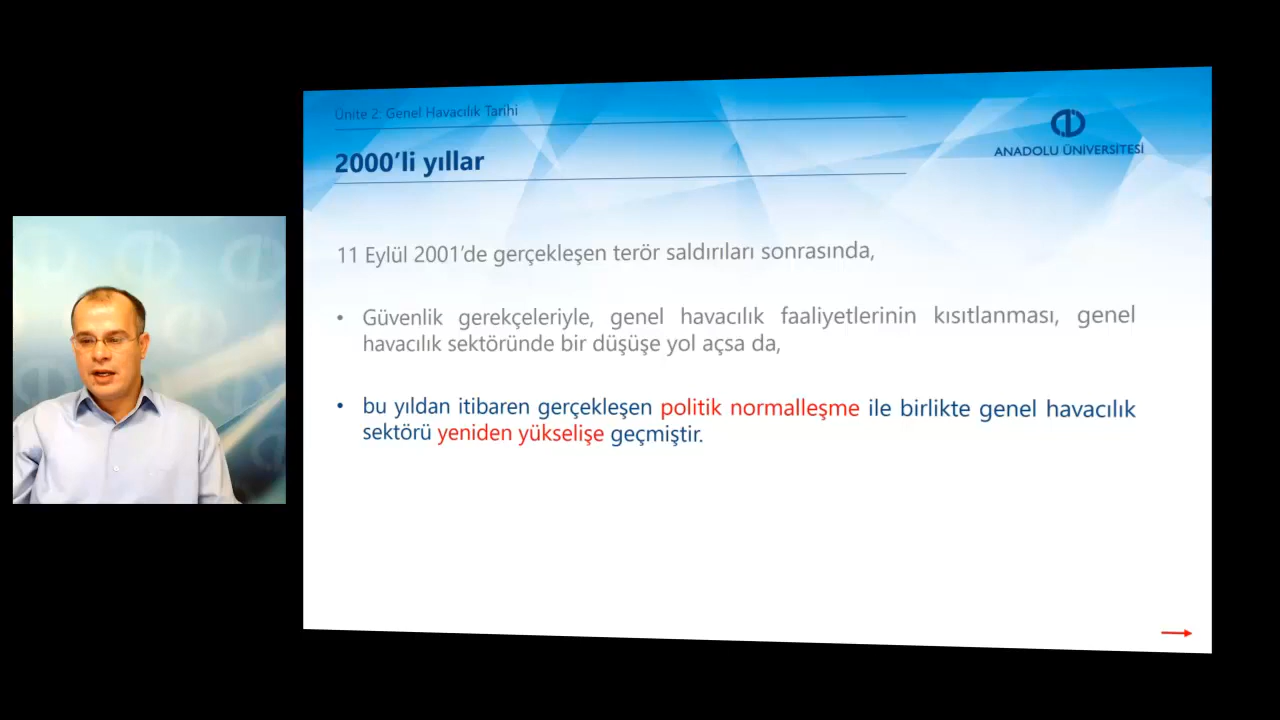 Ünite 2: Genel Havacılık Tarihi
2000’li yıllar
ANADOLU ÜNİVERSİTESİ
11 Eylül 2001’de gerçekleşen terör saldırıları sonrasında,
• Güvenlik gerekçeleriyle, genel havacılık faaliyetlerinin kısıtlanması, genel
havacılık sektöründe bir düşüşe yol açsa da,
• bu yıldan itibaren gerçekleşen politik normalleşme ile birlikte genel havacılık
sektörü yeniden yükselişe geçmiştir.